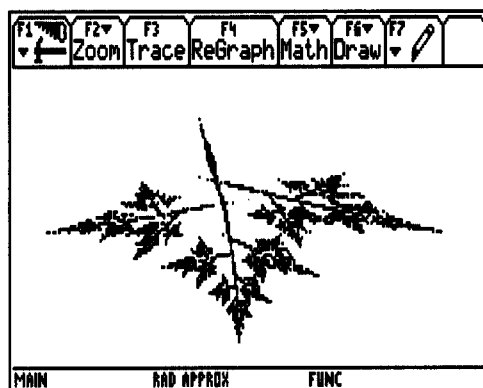 F1 F2 F3 F4 F5 F6 F7
Zoom Trace ReGraph Math Draw
MAIN RAD APPROX FUNC